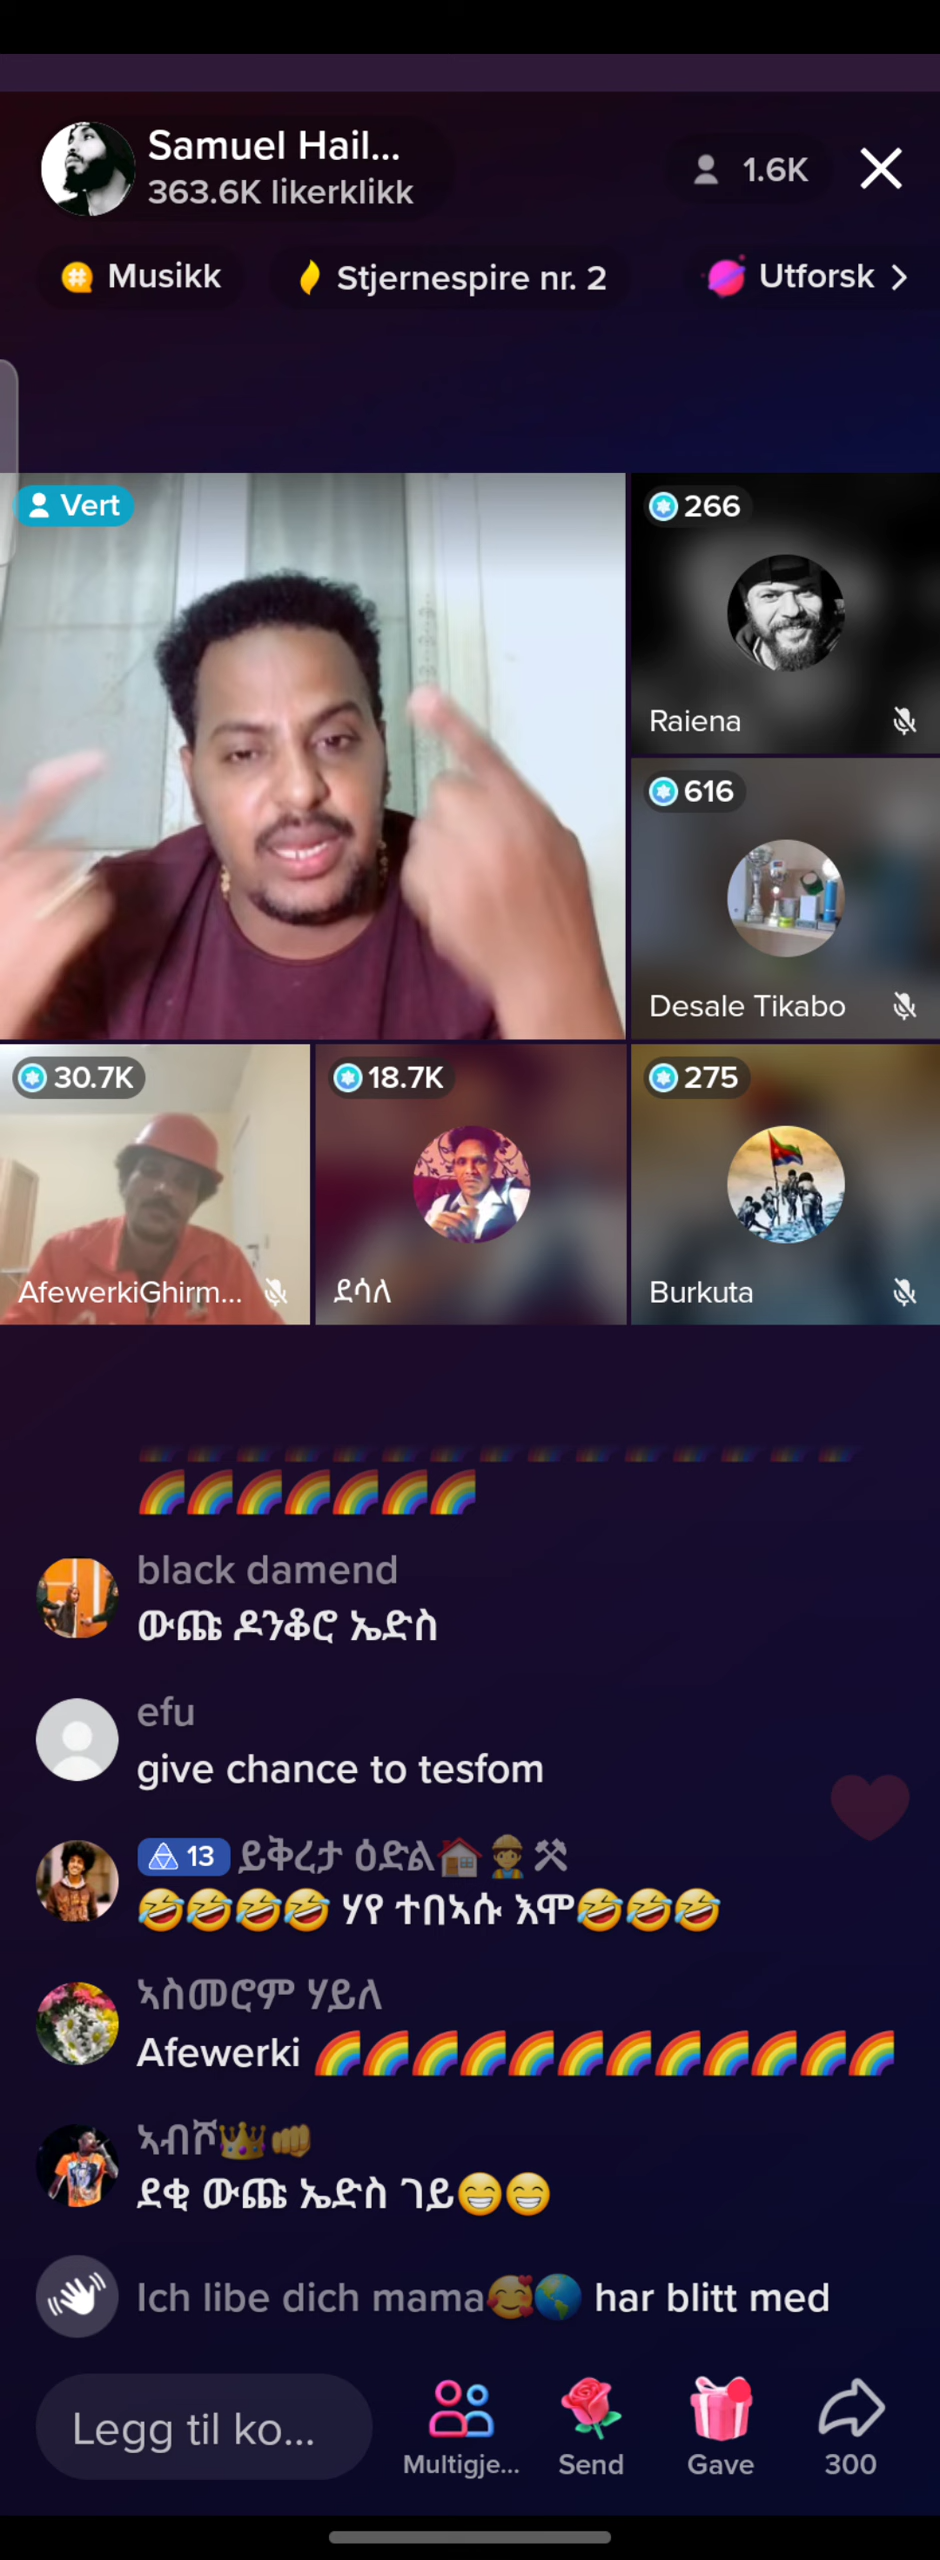 Samuel Hail...
363.6K likerklikk
1.6K
Musikk
Stjernespire nr. 2
Utforsk
Vert
266
Raiena
616
Desale Tikabo
30.7K
AfewerkiGhirm...
18.7K
ደሳለ
275
Burkuta
🌈🌈🌈🌈🌈🌈🌈
black damend
ውጬ ዶንቆሮ ኤድስ
efu
give chance to tesfom
13 ይቅረታ ዕድል🏠👷⚒
🤣🤣🤣🤣 ሃየ ተበኣሱ እሞ🤣🤣🤣
ኣስመሮም ሃይለ
Afewerki 🌈🌈🌈🌈🌈🌈🌈🌈🌈🌈🌈🌈
ኣብሾ👑👊
ደቂ ውጬ ኤድስ ገይ😁😁
Ich libe dich mama🥰🌎 har blitt med
Legg til ko...
Multigje...
Send
Gave
300